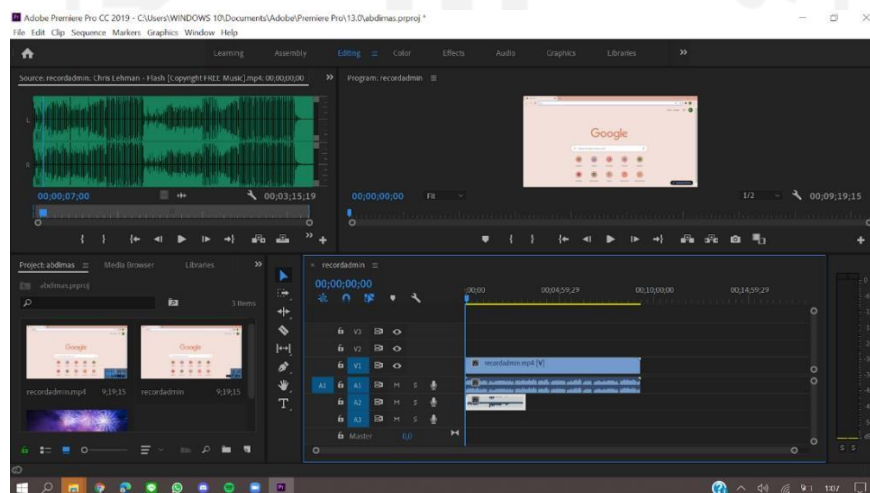 Adobe Premiere Pro CC 2019 - C:\Users\WINDOWS 10\Documents\Adobe\Premiere Pro\13.0\abdimas.prproj *
File Edit Clip Sequence Markers Graphics Window Help
Learning Assembly Editing Color Effects Audio Graphics Libraries
Source: recordadmin: Chris Lehman - Flash [Copyright FREE Music].mp4: 00;00;00;00
Program: recordadmin
L
R
Google
00;00;07;00 00;03;15;19
00;00;00;00 Fit 1/2 00;09;19;15
Project: abdimas Media Browser Libraries
abdimas.prproj
3 Items
Google Google
recordadmin.mp4 9;19;15 recordadmin 9;19;15
recordadmin
00;00;00;00
;00;00 00;04;59;29 00;10;00;00 00;14;59;29
V3
V2
V1 recordadmin.mp4 [V]
A1 A1 M S
A2 M S
A3 M S
Master 0,0
S S
1:07